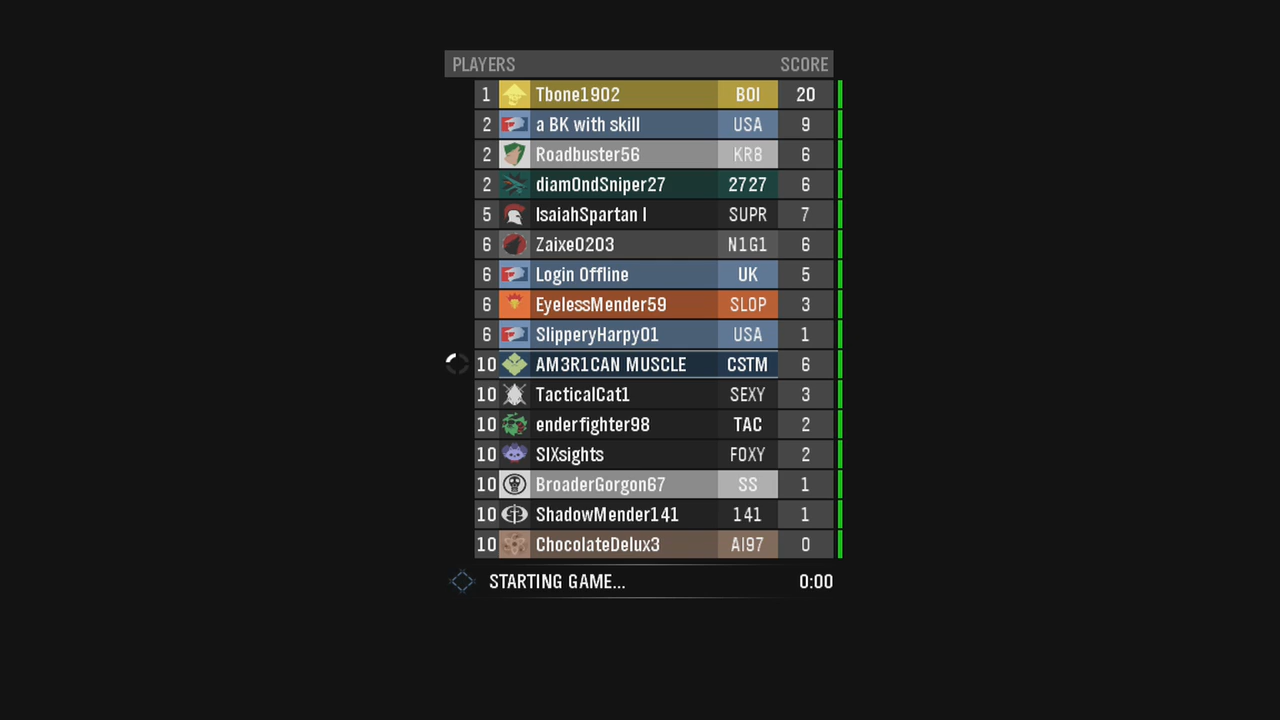 PLAYERS SCORE
1 Tbone1902 BOI 20
2 a BK with skill USA 9
2 Roadbuster56 KR8 6
2 diam0ndSniper27 2727 6
5 IsaiahSpartan I SUPR 7
6 Zaixe0203 N1G1 6
6 Login Offline UK 5
6 EyelessMender59 SLOP 3
6 SlipperyHarpy01 USA 1
10 AM3R1CAN MUSCLE CSTM 6
10 TacticalCat1 SEXY 3
10 enderfighter98 TAC 2
10 SIXsights FOXY 2
10 BroaderGorgon67 SS 1
10 ShadowMender141 141 1
10 ChocolateDelux3 AI97 0
STARTING GAME... 0:00